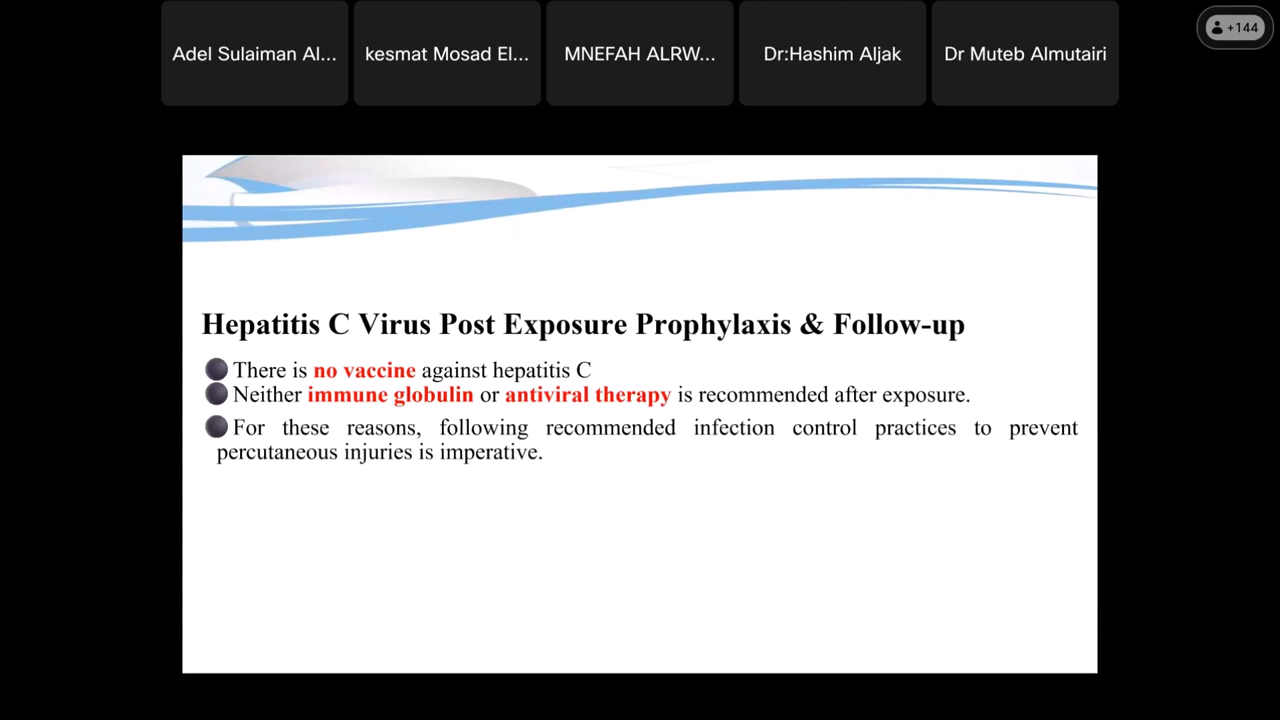 Adel Sulaiman Al...
kesmat Mosad El...
MNEFAH ALRW...
Dr:Hashim Aljak
Dr Muteb Almutairi
+144
Hepatitis C Virus Post Exposure Prophylaxis & Follow-up
There is no vaccine against hepatitis C
Neither immune globulin or antiviral therapy is recommended after exposure.
For these reasons, following recommended infection control practices to prevent
percutaneous injuries is imperative.